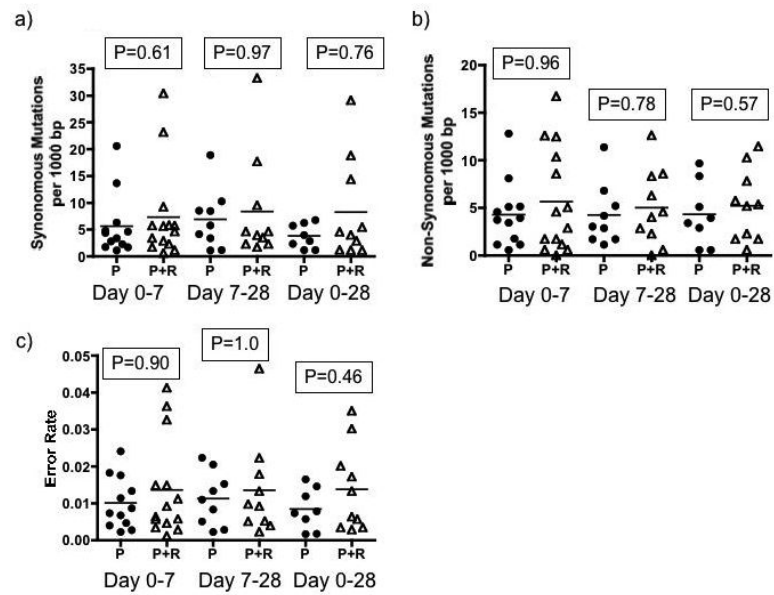 a)
P=0.61 P=0.97 P=0.76
Synonomous Mutations
per 1000 bp
35
30
25
20
15
10
5
0
P P+R P P+R P P+R
Day 0-7 Day 7-28 Day 0-28
b)
P=0.96
P=0.78 P=0.57
Non-Synonomous Mutations
per 1000 bp
20
15
10
5
0
P P+R P P+R P P+R
Day 0-7 Day 7-28 Day 0-28
c)
P=0.90 P=1.0 P=0.46
Error Rate
0.05
0.04
0.03
0.02
0.01
0.00
P P+R P P+R P P+R
Day 0-7 Day 7-28 Day 0-28